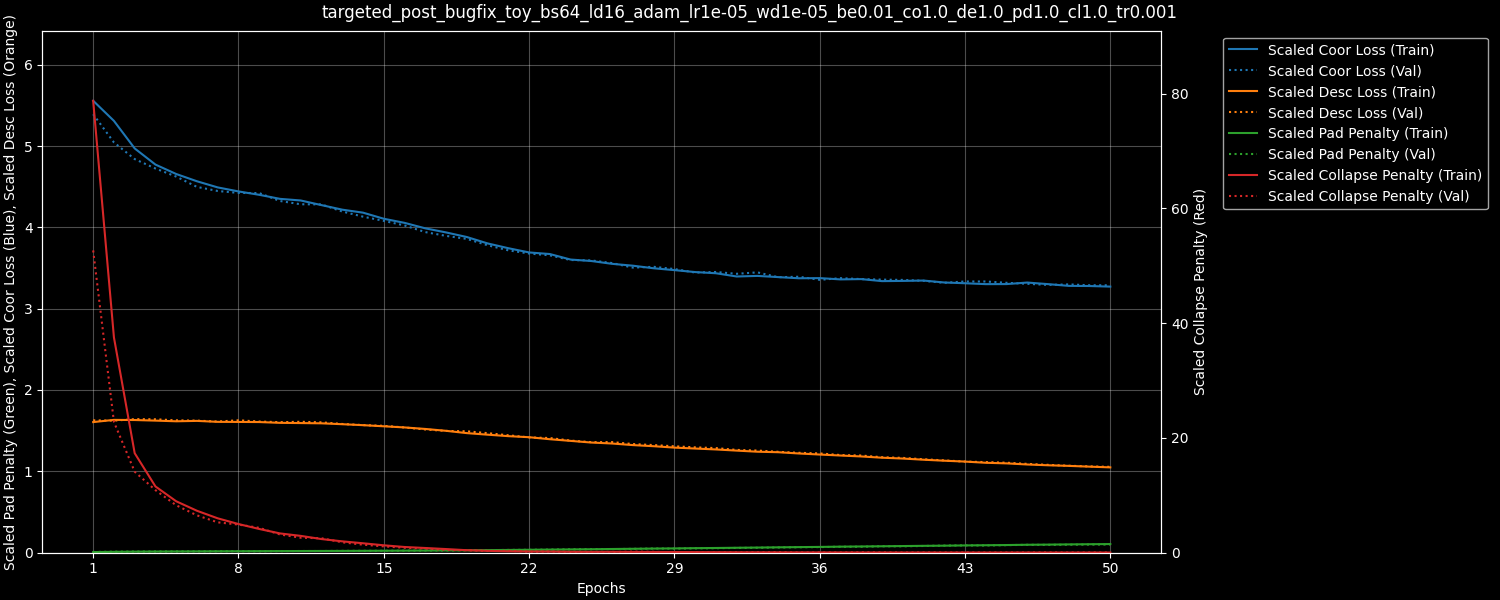 targeted_post_bugfix_toy_bs64_ld16_adam_lr1e-05_wd1e-05_be0.01_co1.0_de1.0_pd1.0_cl1.0_tr0.001
Scaled Pad Penalty (Green), Scaled Coor Loss (Blue), Scaled Desc Loss (Orange)
6
5
4
3
2
1
0
1 8 15 22 29 36 43 50
Epochs
80
60
40
20
0
Scaled Collapse Penalty (Red)
Scaled Coor Loss (Train)
Scaled Coor Loss (Val)
Scaled Desc Loss (Train)
Scaled Desc Loss (Val)
Scaled Pad Penalty (Train)
Scaled Pad Penalty (Val)
Scaled Collapse Penalty (Train)
Scaled Collapse Penalty (Val)